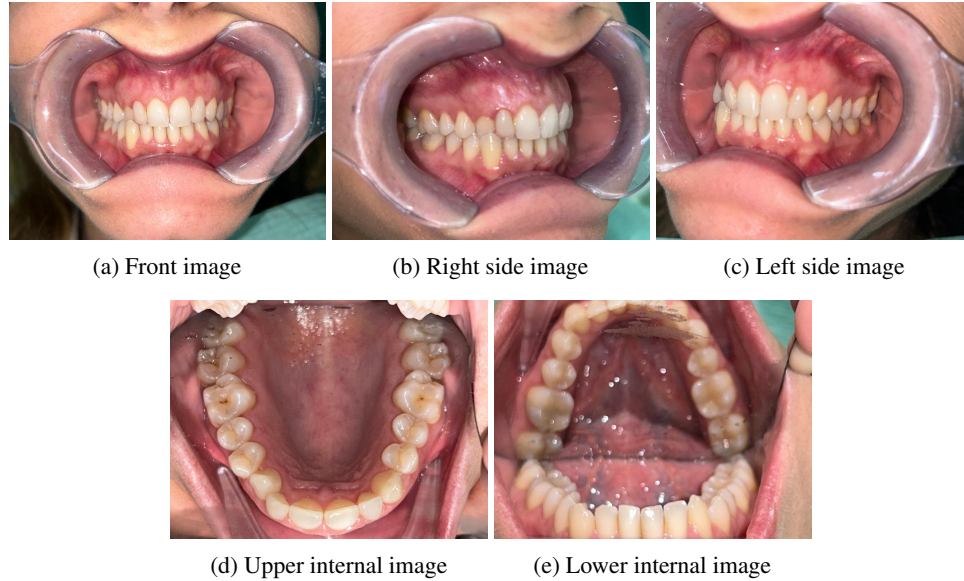 (a) Front image
(b) Right side image
(c) Left side image
(d) Upper internal image
(e) Lower internal image